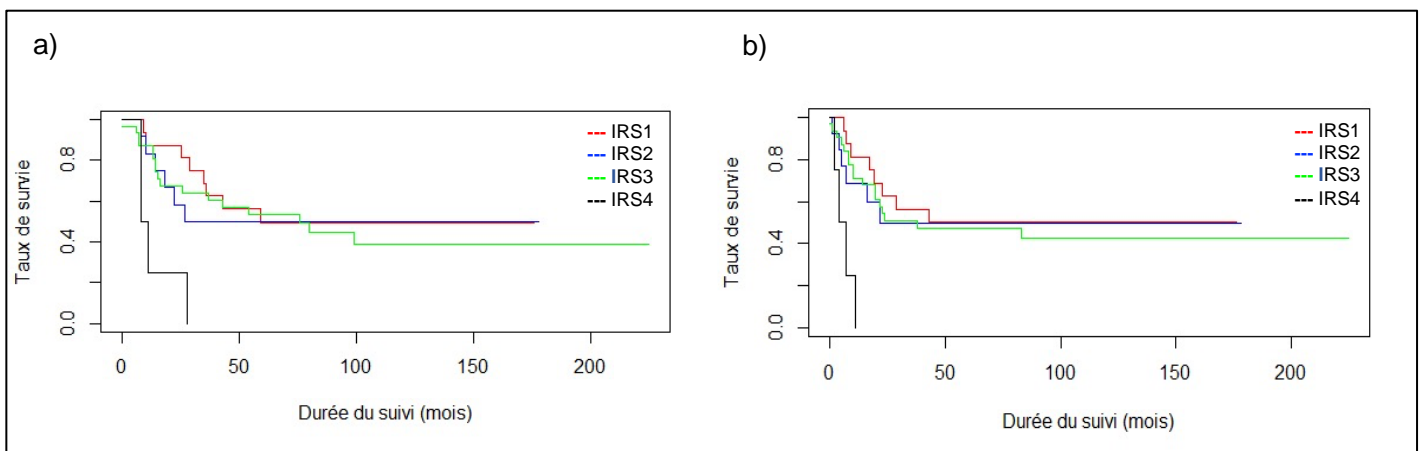 a)
Taux de survie
0.8
0.4
0.0
IRS1
IRS2
IRS3
IRS4
0 50 100 150 200
Durée du suivi (mois)
b)
Taux de survie
0.8
0.4
0.0
IRS1
IRS2
IRS3
IRS4
0 50 100 150 200
Durée du suivi (mois)